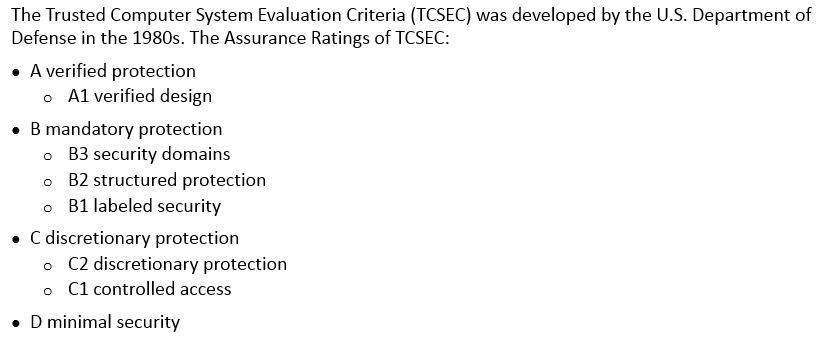 The Trusted Computer System Evaluation Criteria (TCSEC) was developed by the U.S. Department of
Defense in the 1980s. The Assurance Ratings of TCSEC:
• A verified protection
o A1 verified design
• B mandatory protection
o B3 security domains
o B2 structured protection
o B1 labeled security
• C discretionary protection
o C2 discretionary protection
o C1 controlled access
• D minimal security